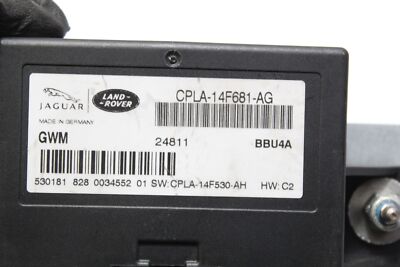 JAGUAR
LAND-
ROVER
CPLA-14F681-AG
MADE IN GERMANY
GWM
24811
BBU4A
530181 828 0034552 01 SW: CPLA-14F530-AH HW: C2